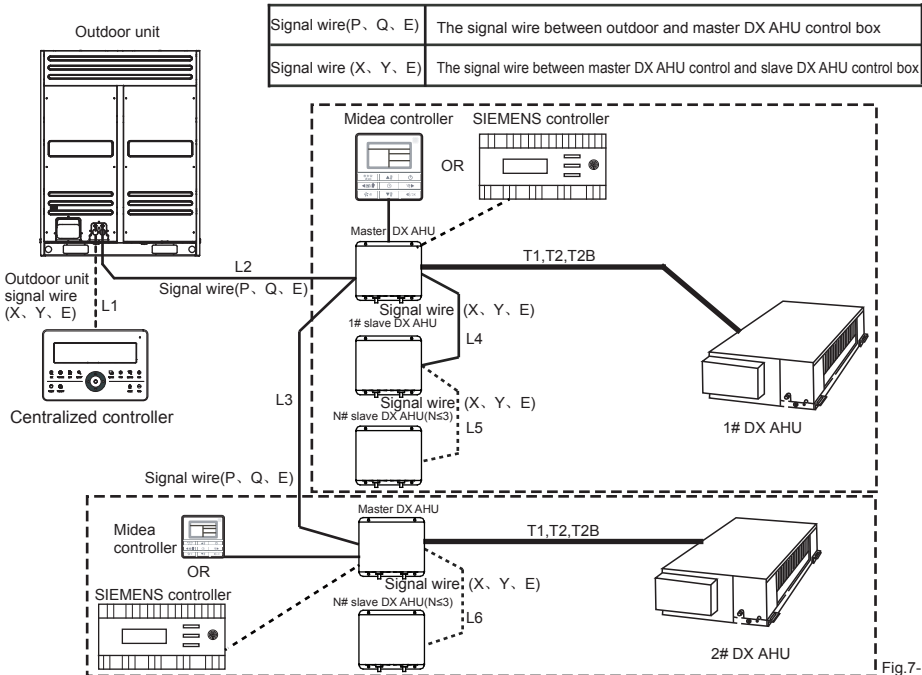 Outdoor unit
Signal wire(P、Q、E) The signal wire between outdoor and master DX AHU control box
Signal wire (X、Y、E) The signal wire between master DX AHU control and slave DX AHU control box
Midea controller
SIEMENS controller
OR
Master DX AHU
L2
Signal wire(P、Q、E)
T1,T2,T2B
Outdoor unit
signal wire
(X、Y、E)
L1
Signal wire (X、Y、E)
1# slave DX AHU
L4
Centralized controller
L3
Signal wire (X、Y、E)
N# slave DX AHU(N≤3)
L5
1# DX AHU
Signal wire(P、Q、E)
Master DX AHU
Midea
controller
T1,T2,T2B
OR
Signal wire (X、Y、E)
SIEMENS controller
N# slave DX AHU(N≤3)
L6
2# DX AHU
Fig.7-